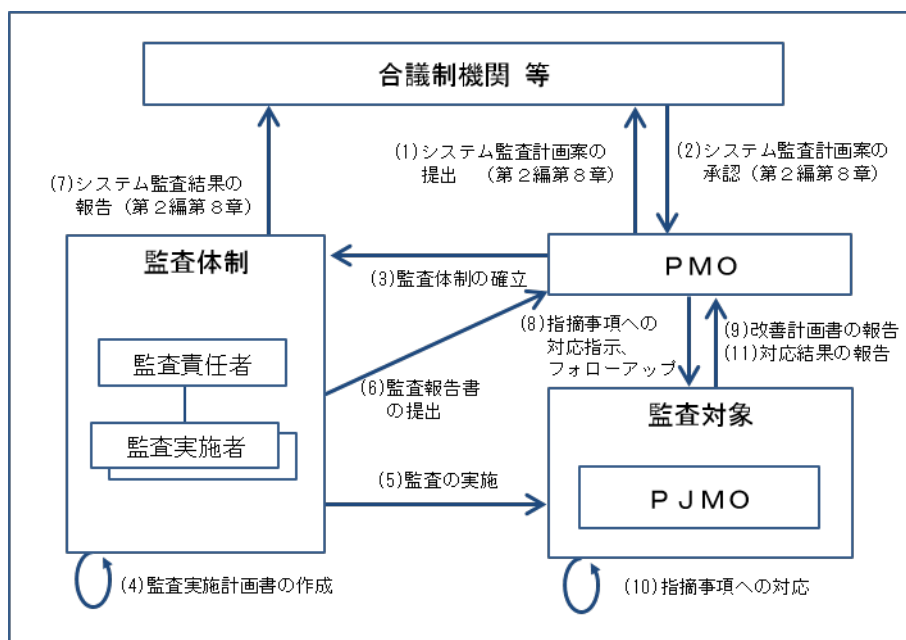 合議制機関 等
(1)システム監査計画案の
提出 (第2編第8章)
(2)システム監査計画案の
承認(第2編第8章)
(7)システム監査結果の
報告(第2編第8章)
監査体制
PMO
(3)監査体制の確立
(8)指摘事項への
対応指示、
フォローアップ
(9)改善計画書の報告
(11)対応結果の報告
監査責任者
(6)監査報告書
の提出
監査対象
監査実施者
(5)監査の実施
PJMO
(4)監査実施計画書の作成
(10)指摘事項への対応